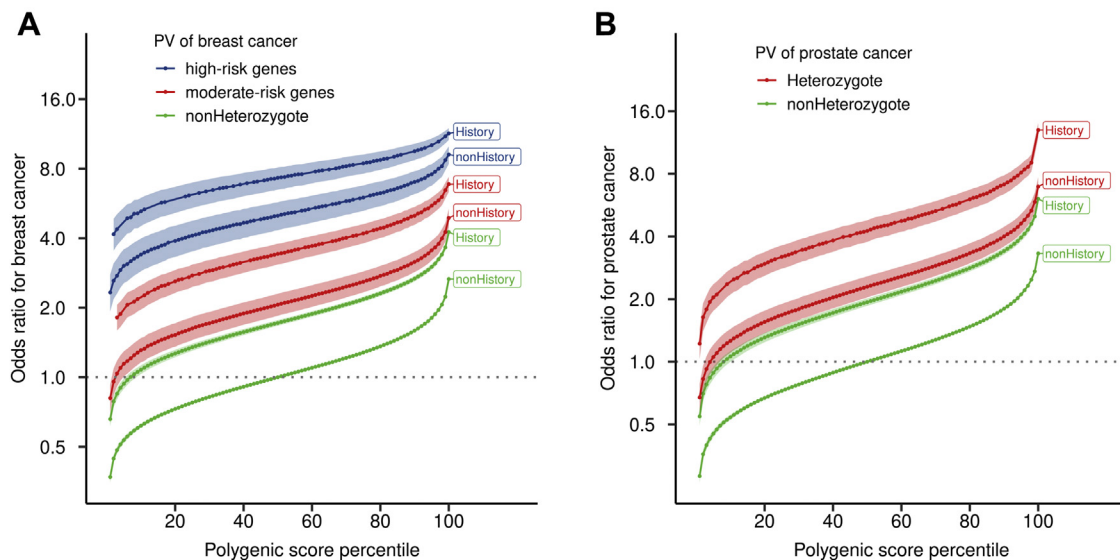 A
PV of breast cancer
high-risk genes
moderate-risk genes
nonHeterozygote
Odds ratio for breast cancer
16.0
8.0
4.0
2.0
1.0
0.5
History
nonHistory
History
nonHistory
History
nonHistory
20
40
60
80
100
Polygenic score percentile
B
PV of prostate cancer
Heterozygote
nonHeterozygote
Odds ratio for prostate cancer
16.0
8.0
4.0
2.0
1.0
0.5
History
nonHistory
History
nonHistory
20
40
60
80
100
Polygenic score percentile